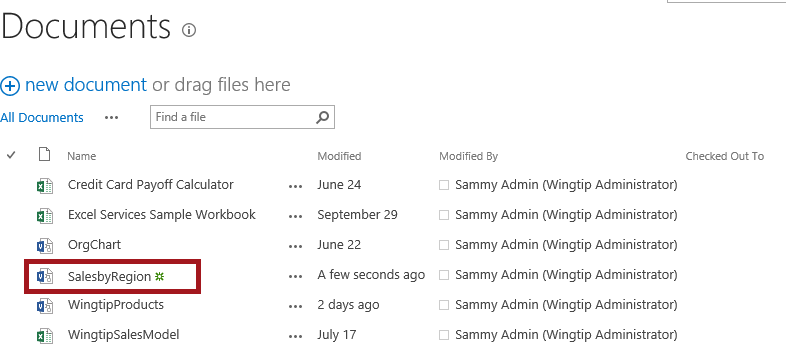 Documents
new document or drag files here
All Documents ... Find a file
Name Modified Modified By Checked Out To
Credit Card Payoff Calculator ... June 24 Sammy Admin (Wingtip Administrator)
Excel Services Sample Workbook ... September 29 Sammy Admin (Wingtip Administrator)
OrgChart ... June 22 Sammy Admin (Wingtip Administrator)
SalesbyRegion ... A few seconds ago Sammy Admin (Wingtip Administrator)
WingtipProducts ... 2 days ago Sammy Admin (Wingtip Administrator)
WingtipSalesModel ... July 17 Sammy Admin (Wingtip Administrator)